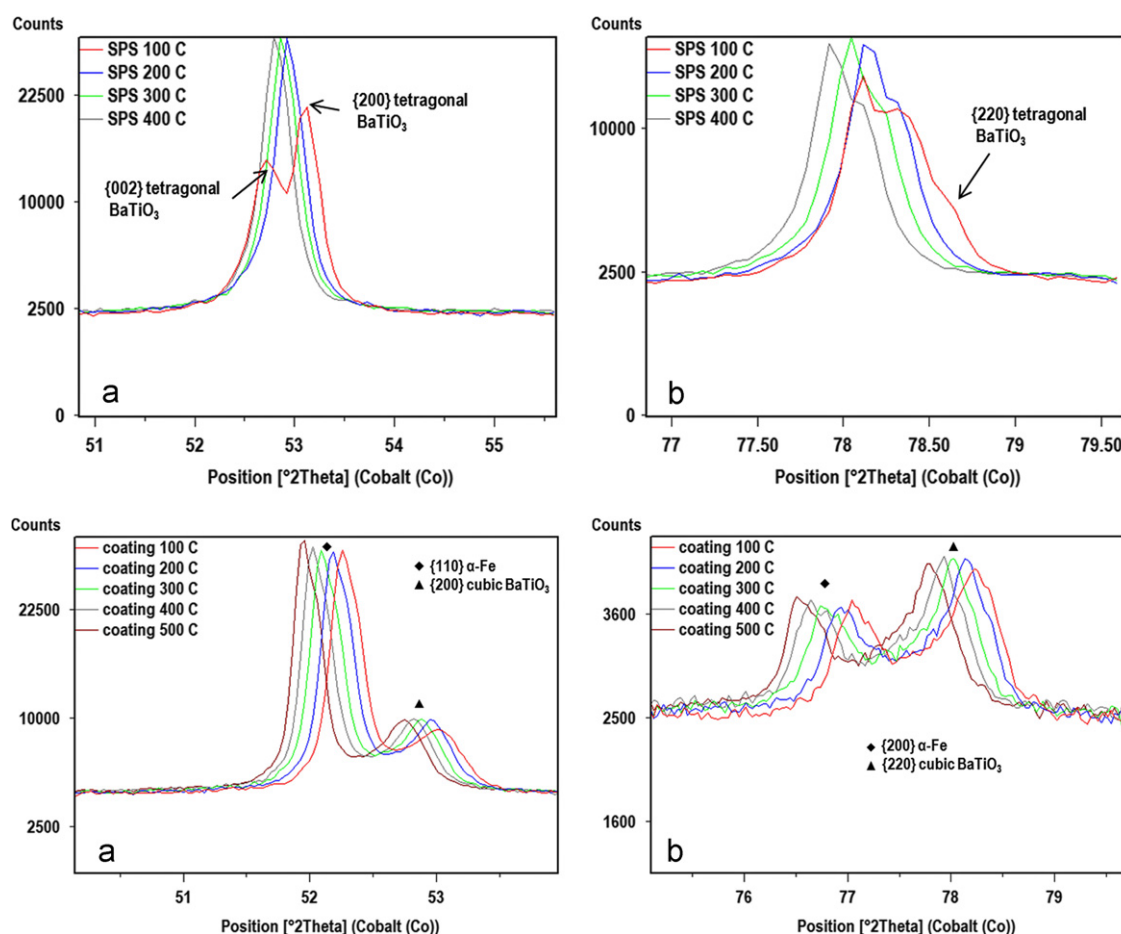 Counts
SPS 100 C
SPS 200 C
SPS 300 C
SPS 400 C
22500
10000
2500
0
{200} tetragonal
BaTiO3
{002} tetragonal
BaTiO3
a
51 52 53 54 55
Position [°2Theta] (Cobalt (Co))
Counts
SPS 100 C
SPS 200 C
SPS 300 C
SPS 400 C
10000
2500
0
{220} tetragonal
BaTiO3
b
77 77.50 78 78.50 79 79.50
Position [°2Theta] (Cobalt (Co))
Counts
coating 100 C
coating 200 C
coating 300 C
coating 400 C
coating 500 C
22500
10000
2500
◆ {110} α-Fe
▲ {200} cubic BaTiO3
a
51 52 53
Position [°2Theta] (Cobalt (Co))
Counts
coating 100 C
coating 200 C
coating 300 C
coating 400 C
coating 500 C
3600
2500
1600
◆ {200} α-Fe
▲ {220} cubic BaTiO3
b
76 77 78 79
Position [°2Theta] (Cobalt (Co))